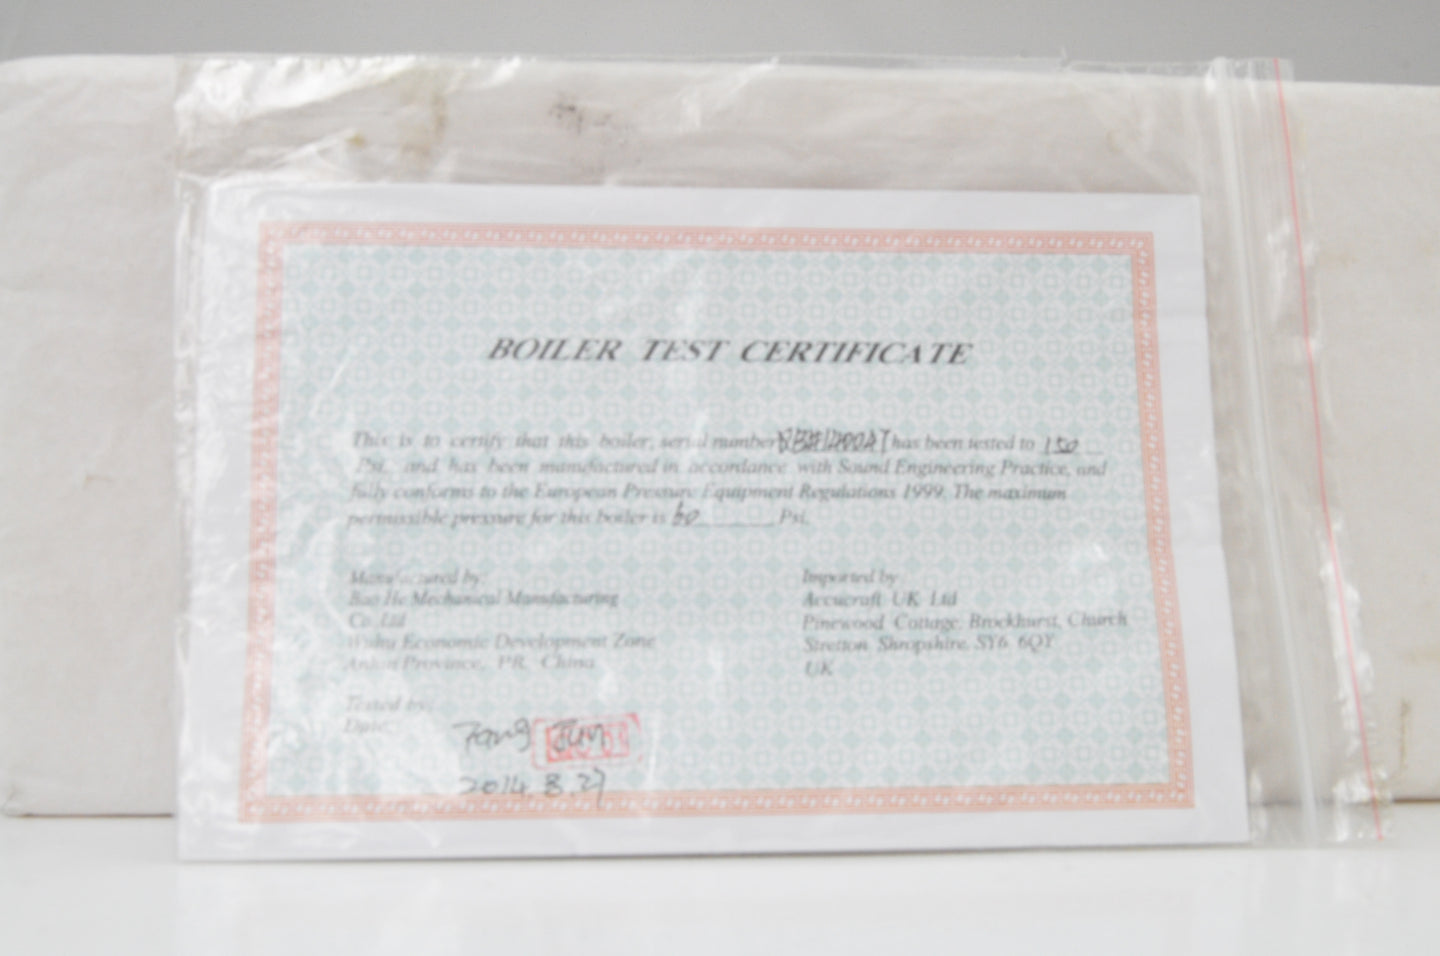 BOILER TEST CERTIFICATE
This is to certify that this boiler, serial number has been tested to 150
Psi. and has been manufactured in accordance with Sound Engineering Practice, and
fully conforms to the European Pressure Equipment Regulations 1999. The maximum
permissible pressure for this boiler is 60 Psi.
Manufactured by:
Bao He Mechanical Manufacturing
Co. Ltd
Wuhu Economic Development Zone
Anhui Province, PR. China
Imported by
Accucraft UK Ltd
Pinewood Cottage, Brockhurst, Church
Stretton Shropshire, SY6 6QY
UK
Tested by:
Date:
Tang Jun
2014.8.27